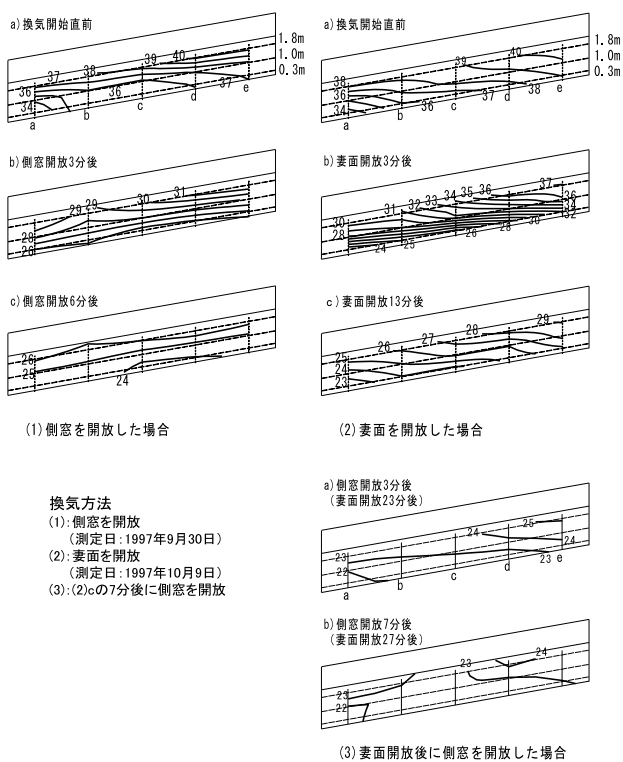 a)換気開始直前
1.8m
1.0m
0.3m
36
37
38
39
40
34
36
37
a
b
c
d
e
b)側窓開放3分後
29
29
30
31
28
26
c)側窓開放6分後
26
25
24
(1)側窓を開放した場合
a)換気開始直前
1.8m
1.0m
0.3m
38
39
40
36
34
36
37
38
a
b
c
d
e
b)妻面開放3分後
30
31
32
33
34
35
36
37
36
34
32
28
24
25
26
28
30
c)妻面開放13分後
25
26
27
28
29
24
23
(2)妻面を開放した場合
換気方法
(1):側窓を開放
(測定日:1997年9月30日)
(2):妻面を開放
(測定日:1997年10月9日)
(3):(2)cの7分後に側窓を開放
a)側窓開放3分後
(妻面開放23分後)
23
22
24
25
24
23
a
b
c
d
e
b)側窓開放7分後
(妻面開放27分後)
23
22
23
24
(3)妻面開放後に側窓を開放した場合